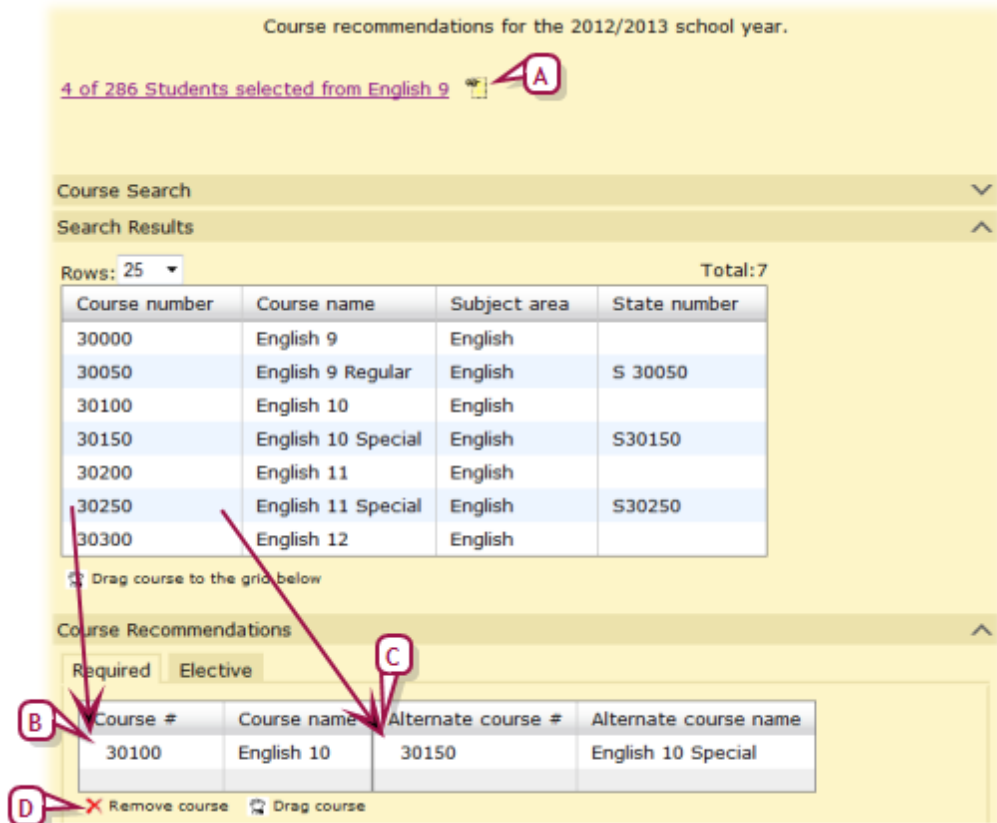 Course recommendations for the 2012/2013 school year.
4 of 286 Students selected from English 9 A
Course Search
Search Results
Rows: 25 Total:7
Course number Course name Subject area State number
30000 English 9 English
30050 English 9 Regular English S 30050
30100 English 10 English
30150 English 10 Special English S30150
30200 English 11 English
30250 English 11 Special English S30250
30300 English 12 English
Drag course to the grid below
Course Recommendations
C
Required Elective
B Course # Course name Alternate course # Alternate course name
30100 English 10 30150 English 10 Special
D Remove course Drag course